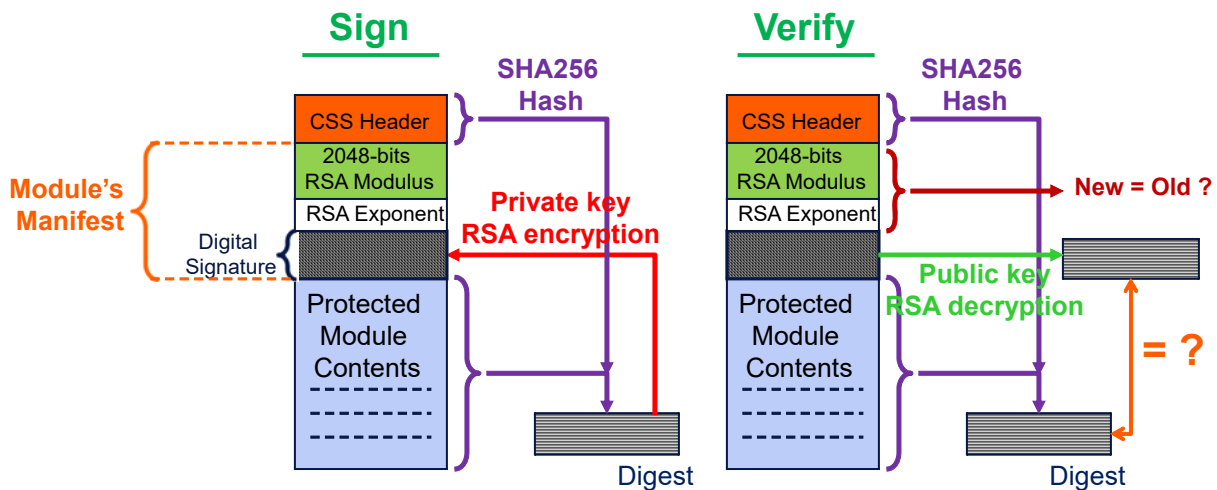 Sign
SHA256
Hash
CSS Header
2048-bits
RSA Modulus
RSA Exponent
Module's
Manifest
Digital
Signature
Private key
RSA encryption
Protected
Module
Contents
Digest
Verify
SHA256
Hash
CSS Header
2048-bits
RSA Modulus
RSA Exponent
New = Old ?
Public key
RSA decryption
Protected
Module
Contents
= ?
Digest